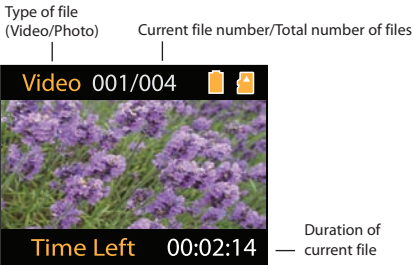 Type of file
(Video/Photo)
Current file number/Total number of files
Video 001/004
Time Left 00:02:14
Duration of
current file